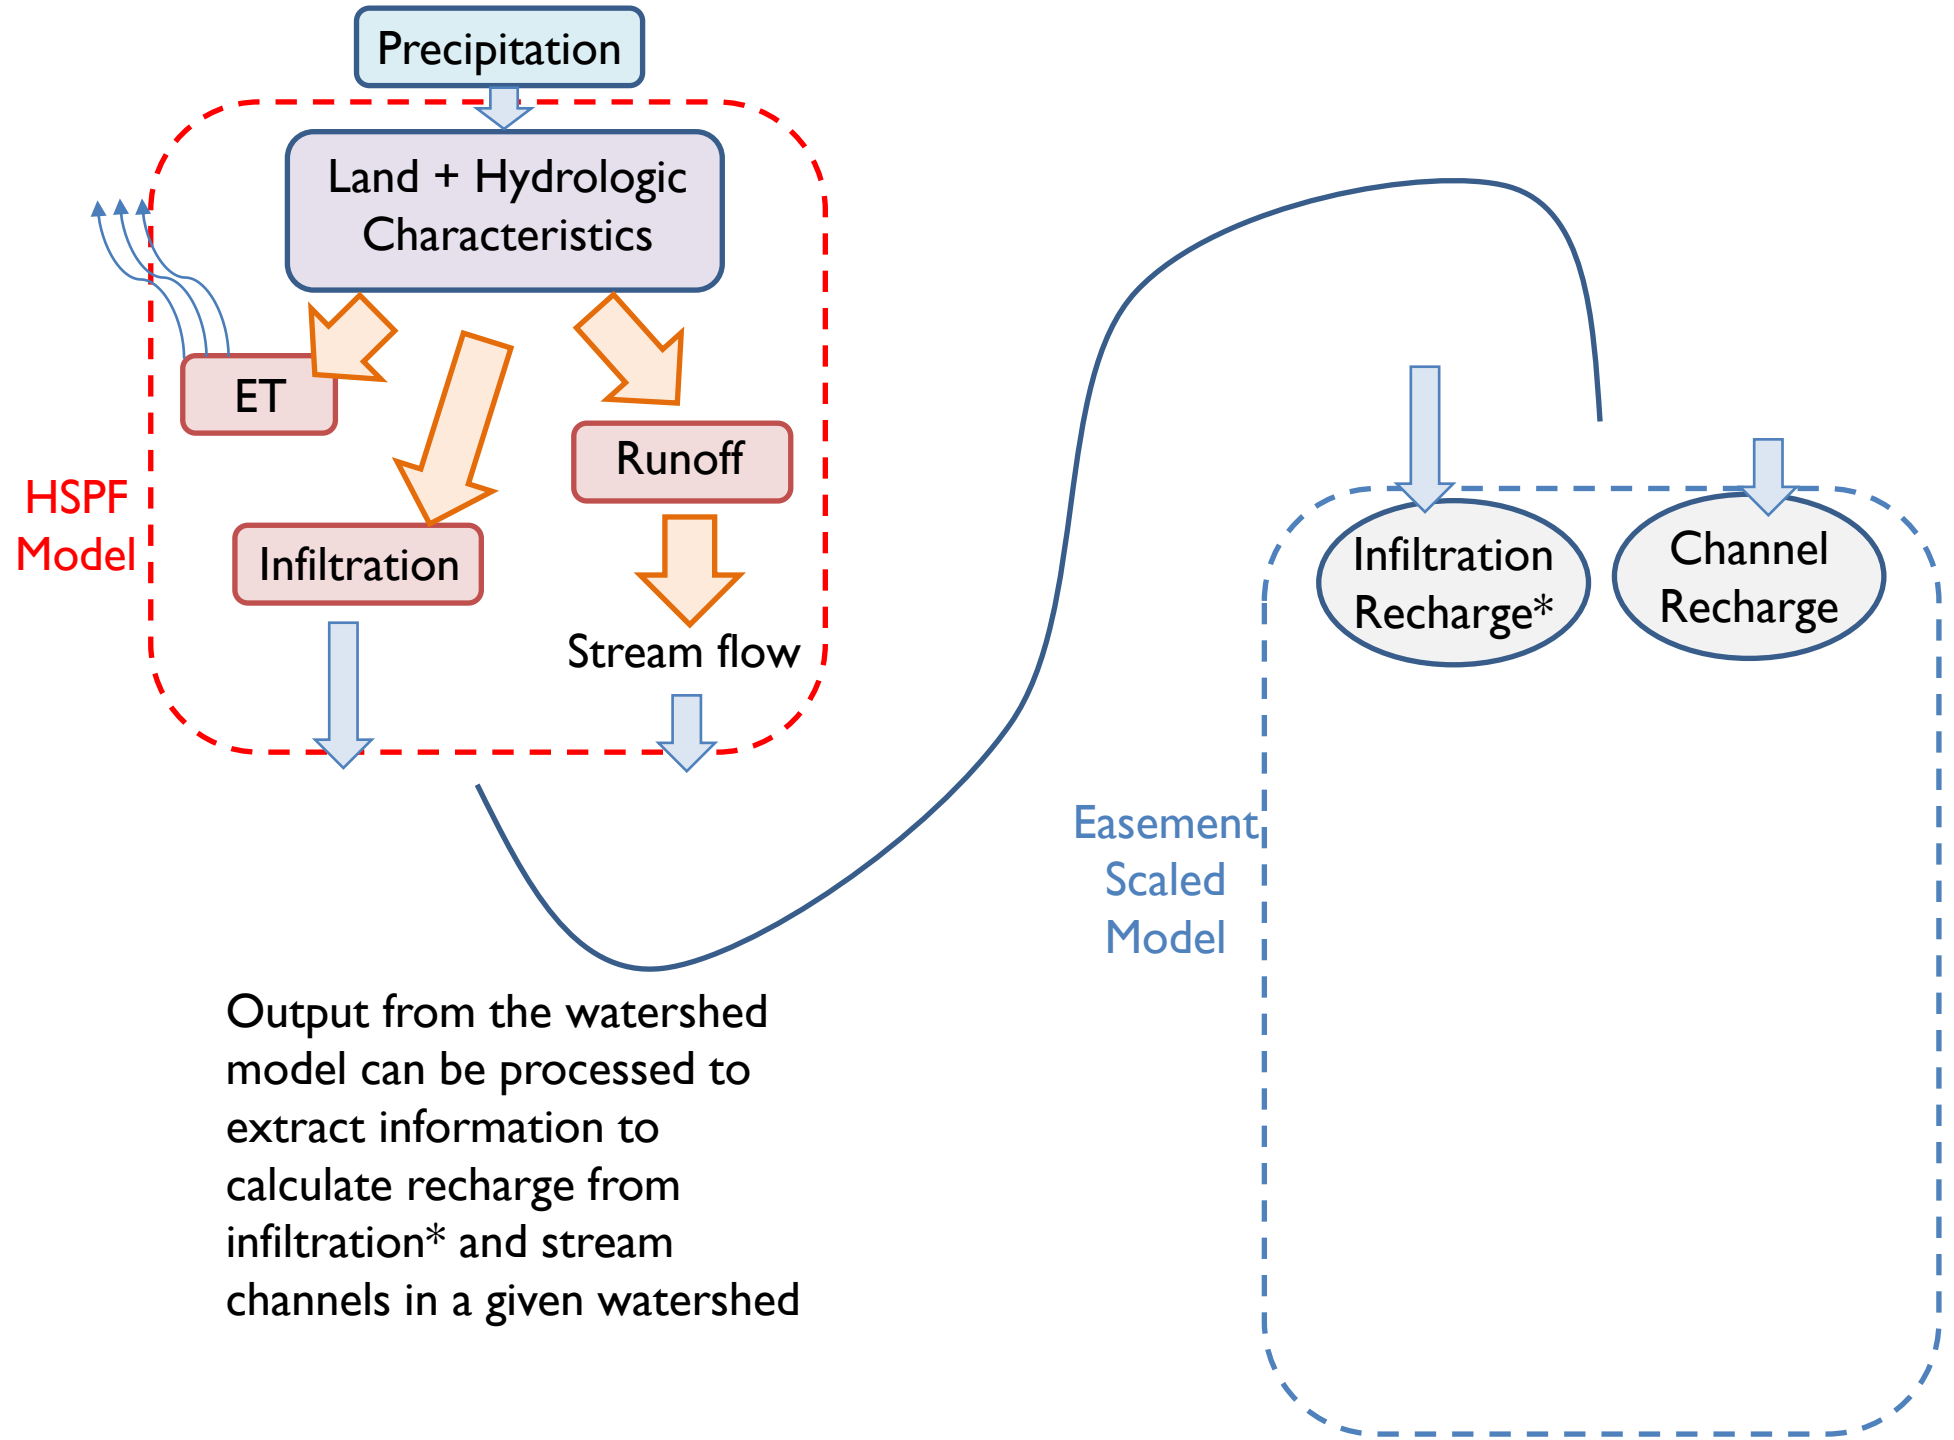 Precipitation
Land + Hydrologic
Characteristics
ET
Runoff
HSPF
Model
Infiltration
Stream flow
Output from the watershed
model can be processed to
extract information to
calculate recharge from
infiltration* and stream
channels in a given watershed
Infiltration
Recharge*
Channel
Recharge
Easement
Scaled
Model